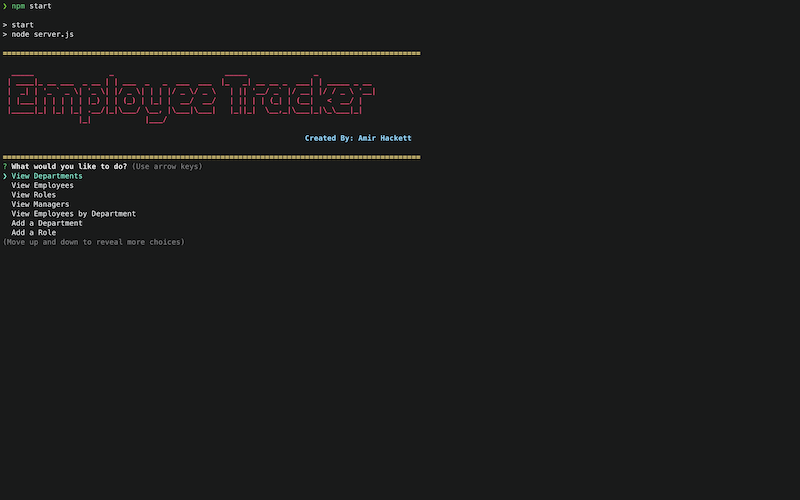 ❯ npm start
> start
> node server.js
Employee Tracker
Created By: Amir Hackett
? What would you like to do? (Use arrow keys)
❯ View Departments
View Employees
View Roles
View Managers
View Employees by Department
Add a Department
Add a Role
(Move up and down to reveal more choices)